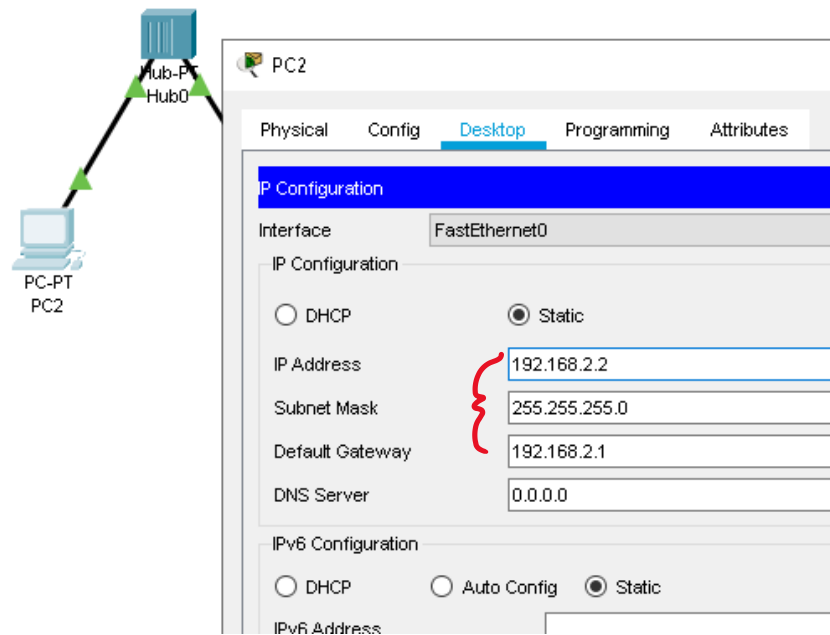 Hub-PT
Hub0
PC-PT
PC2
PC2
Physical Config Desktop Programming Attributes
IP Configuration
Interface FastEthernet0
IP Configuration
DHCP Static
IP Address 192.168.2.2
Subnet Mask 255.255.255.0
Default Gateway 192.168.2.1
DNS Server 0.0.0.0
IPv6 Configuration
DHCP Auto Config Static
IPv6 Address